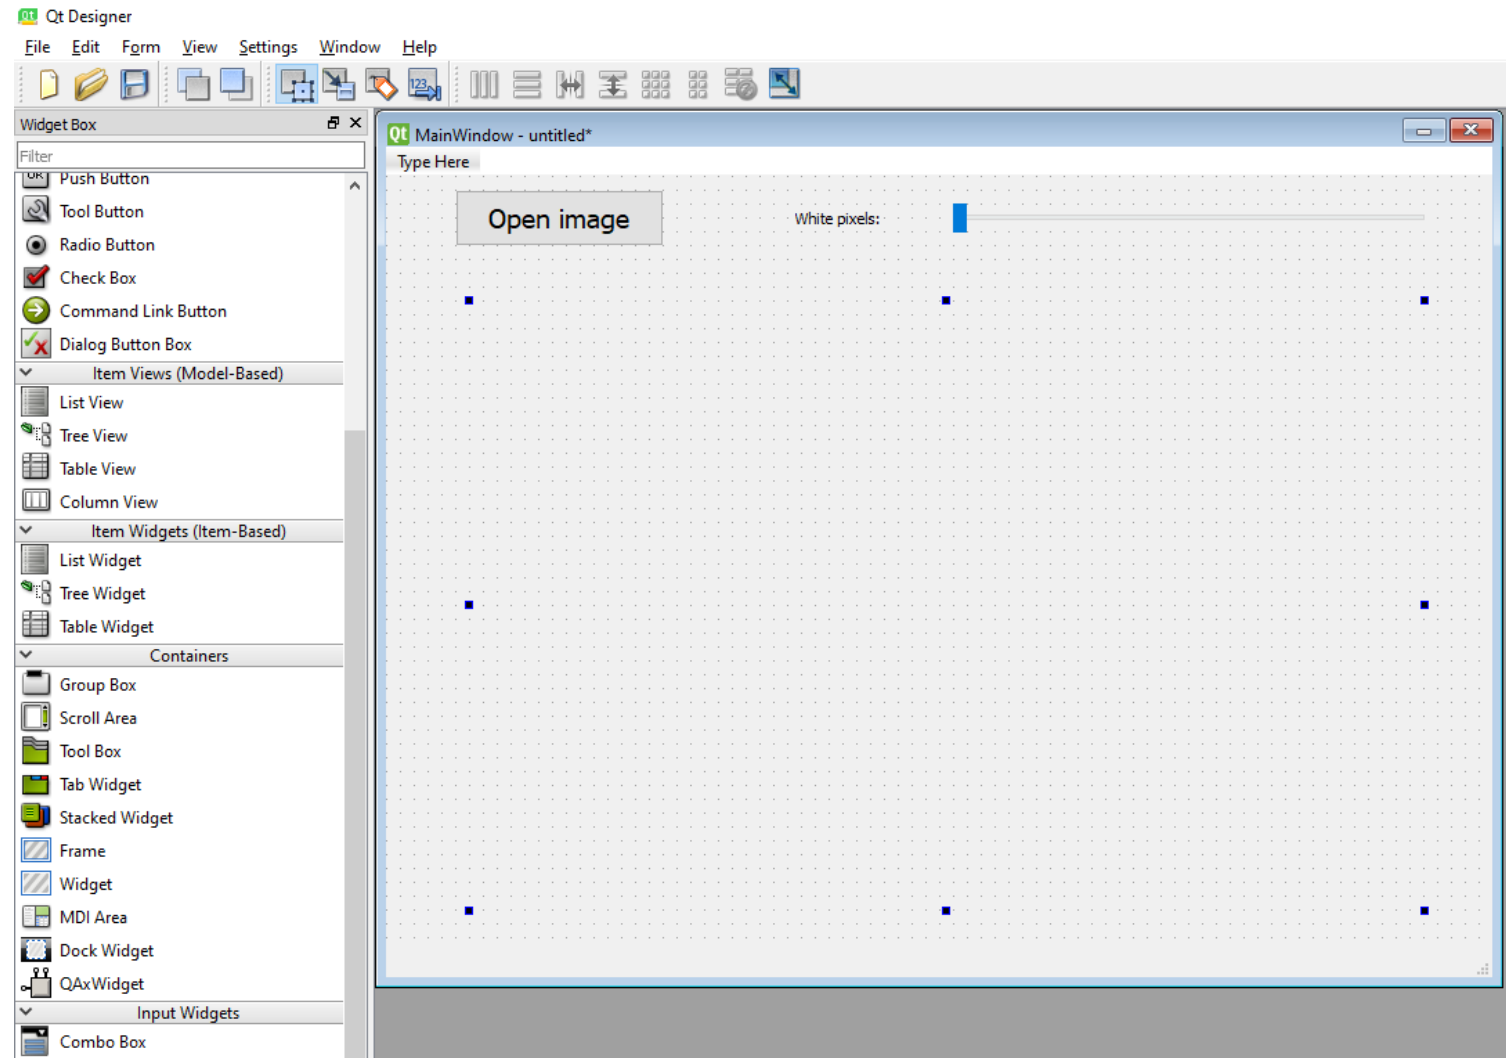 Qt Designer
File Edit Form View Settings Window Help
Widget Box
Filter
Push Button
Tool Button
Radio Button
Check Box
Command Link Button
Dialog Button Box
Item Views (Model-Based)
List View
Tree View
Table View
Column View
Item Widgets (Item-Based)
List Widget
Tree Widget
Table Widget
Containers
Group Box
Scroll Area
Tool Box
Tab Widget
Stacked Widget
Frame
Widget
MDI Area
Dock Widget
QAxWidget
Input Widgets
Combo Box
MainWindow - untitled*
Type Here
Open image
White pixels: